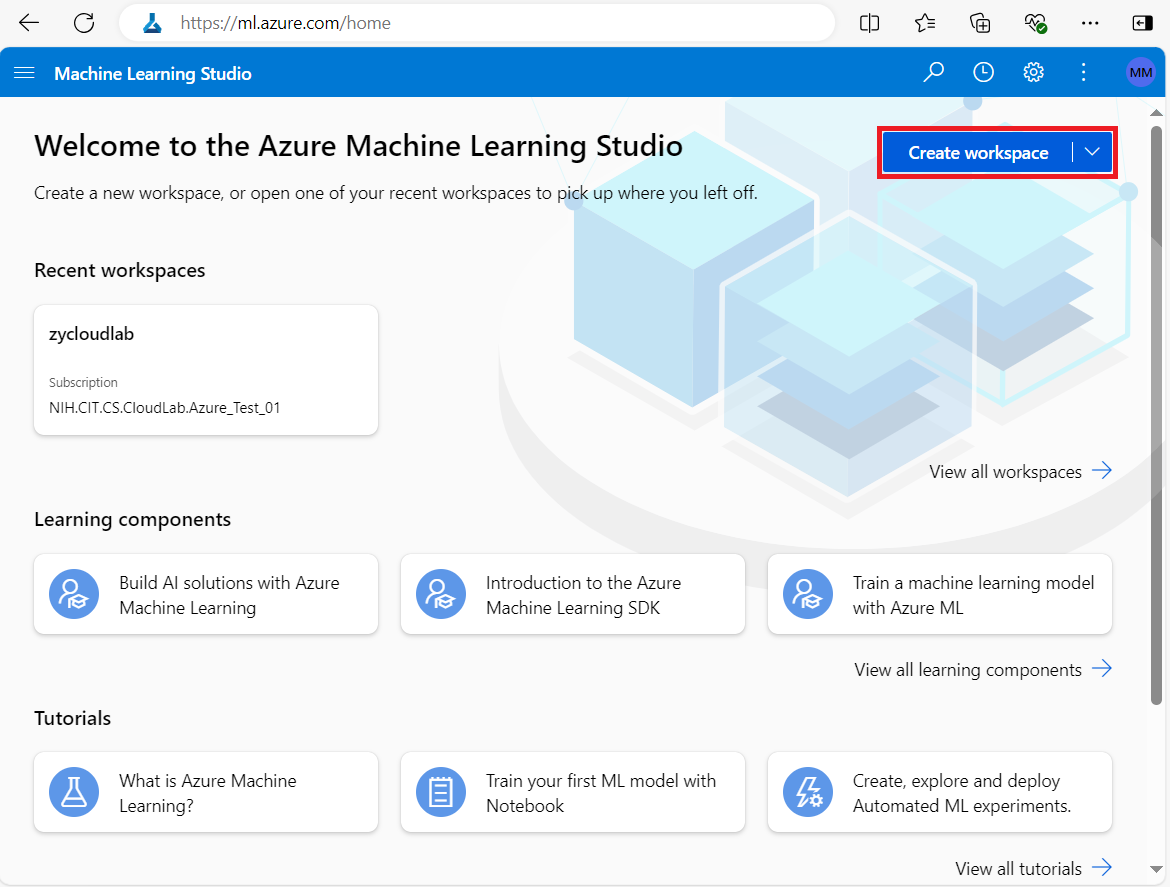 https://ml.azure.com/home
Machine Learning Studio
MM
Welcome to the Azure Machine Learning Studio
Create workspace
Create a new workspace, or open one of your recent workspaces to pick up where you left off.
Recent workspaces
zycloudlab
Subscription
NIH.CIT.CS.CloudLab.Azure_Test_01
View all workspaces
Learning components
Build AI solutions with Azure
Machine Learning
Introduction to the Azure
Machine Learning SDK
Train a machine learning model
with Azure ML
View all learning components
Tutorials
What is Azure Machine
Learning?
Train your first ML model with
Notebook
Create, explore and deploy
Automated ML experiments.
View all tutorials